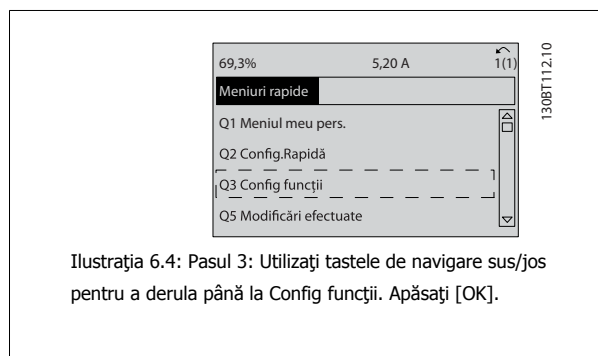 69,3% 5,20 A 1(1)
Meniuri rapide
Q1 Meniul meu pers.
Q2 Config.Rapidă
Q3 Config funcții
Q5 Modificări efectuate
130BT112.10
Ilustraţia 6.4: Pasul 3: Utilizaţi tastele de navigare sus/jos
pentru a derula până la Config funcţii. Apăsaţi [OK].